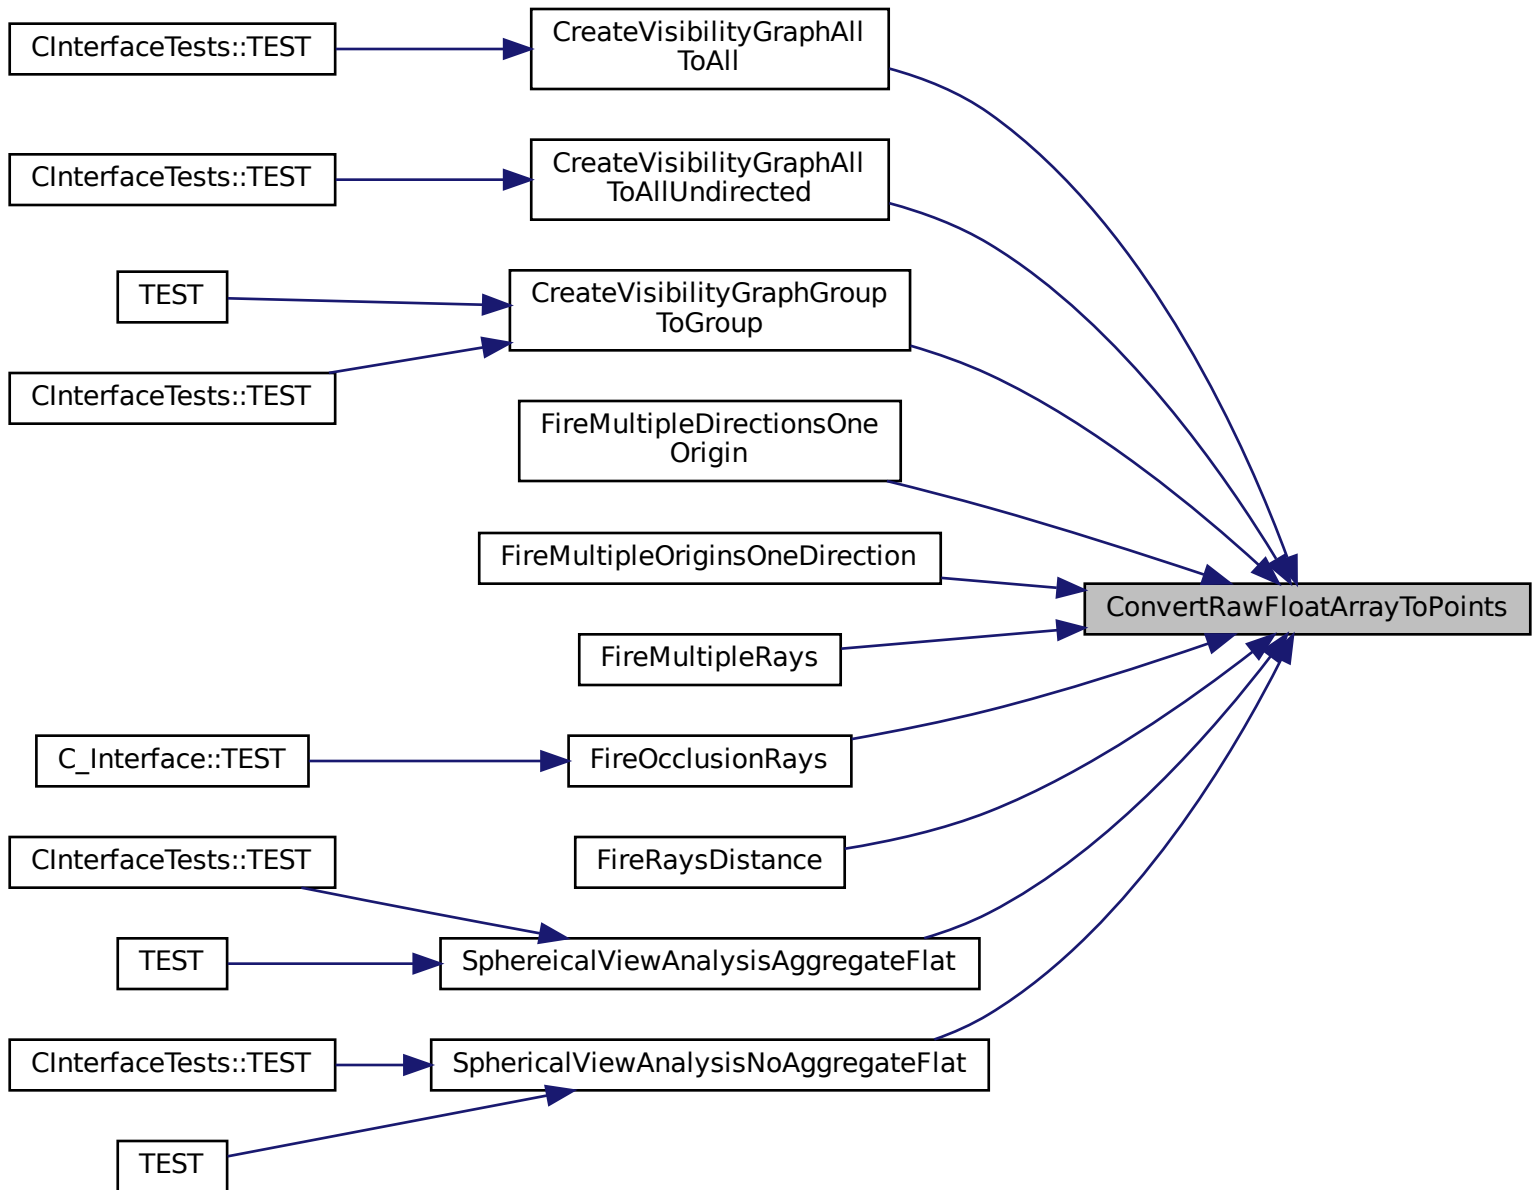 CInterfaceTests::TEST
CreateVisibilityGraphAll
ToAll
CInterfaceTests::TEST
CreateVisibilityGraphAll
ToAllUndirected
TEST
CreateVisibilityGraphGroup
ToGroup
CInterfaceTests::TEST
FireMultipleDirectionsOne
Origin
FireMultipleOriginsOneDirection
ConvertRawFloatArrayToPoints
FireMultipleRays
C_Interface::TEST
FireOcclusionRays
CInterfaceTests::TEST
FireRaysDistance
TEST
SphereicalViewAnalysisAggregateFlat
CInterfaceTests::TEST
SphericalViewAnalysisNoAggregateFlat
TEST